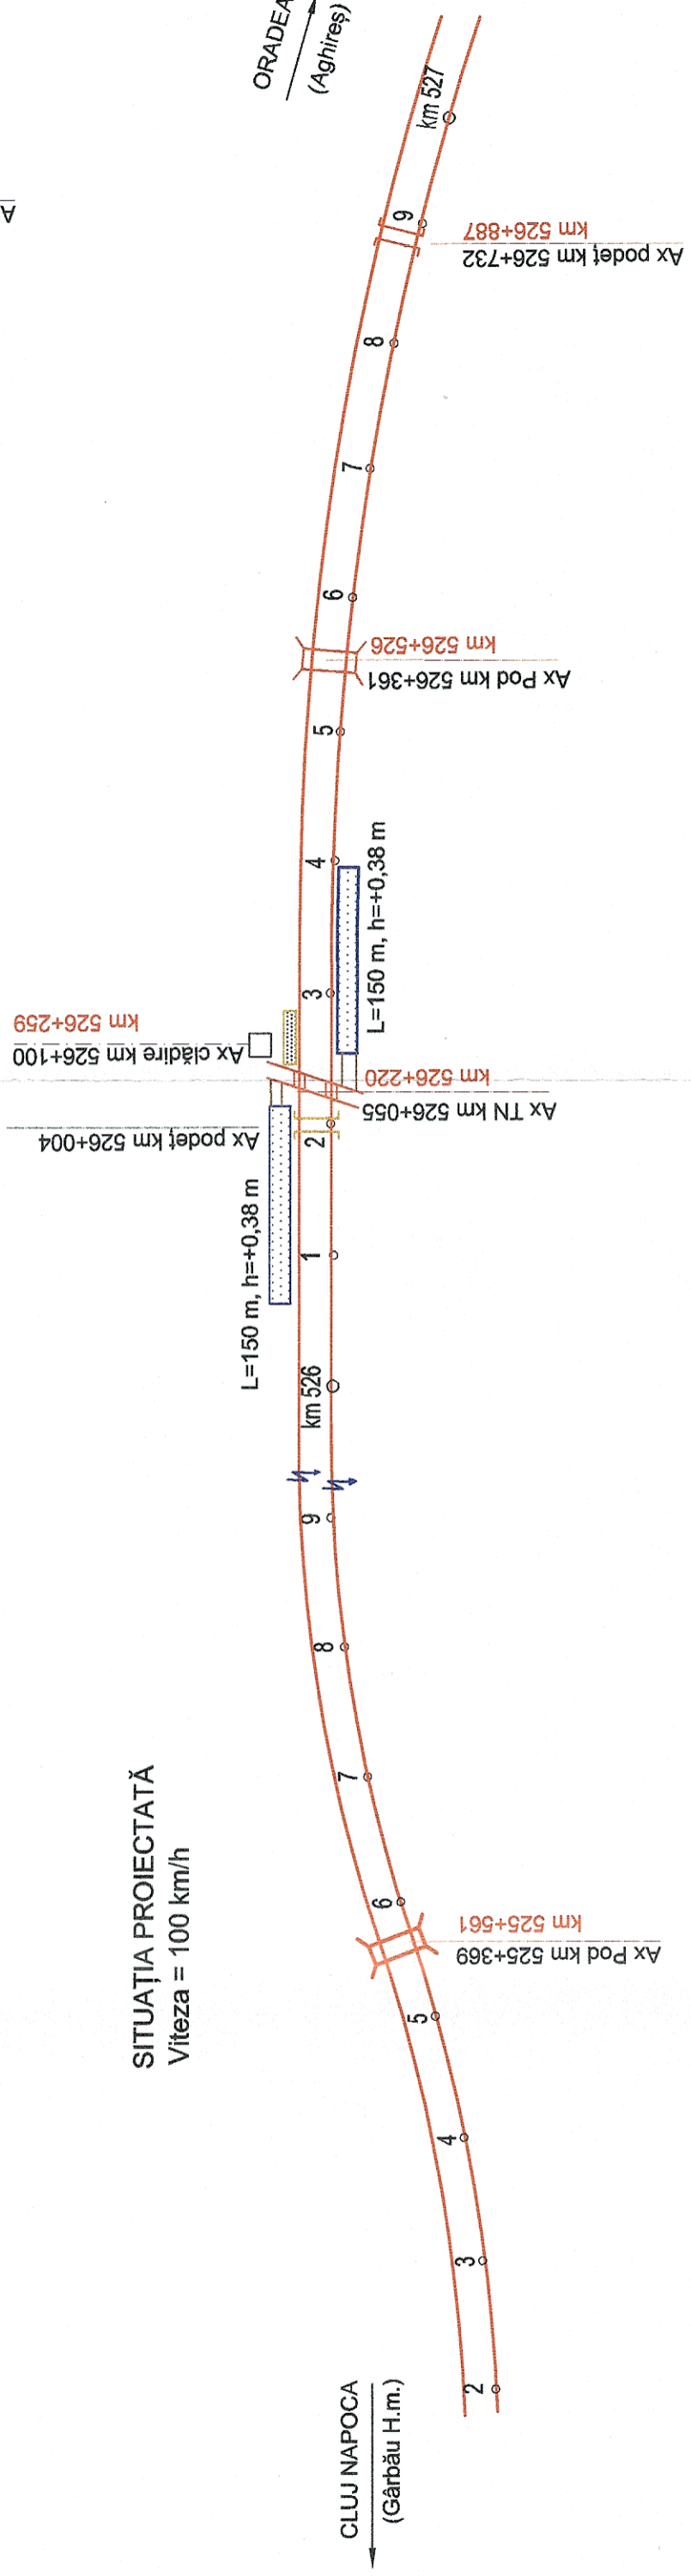 SITUAȚIA PROIECTATĂ
Viteza = 100 km/h
CLUJ NAPOCA
(Gârbău H.m.)
2
3
4
5
Ax Pod km 525+369
km 525+561
6
7
8
9
km 526
1
L=150 m, h=+0,38 m
2
Ax podeț km 526+004
Ax TN km 526+055
km 526+220
Ax clădire km 526+100
km 526+259
3
L=150 m, h=+0,38 m
4
5
Ax Pod km 526+361
km 526+526
6
7
8
Ax podeț km 526+732
km 526+887
9
km 527
ORADEA
(Aghireș)
A